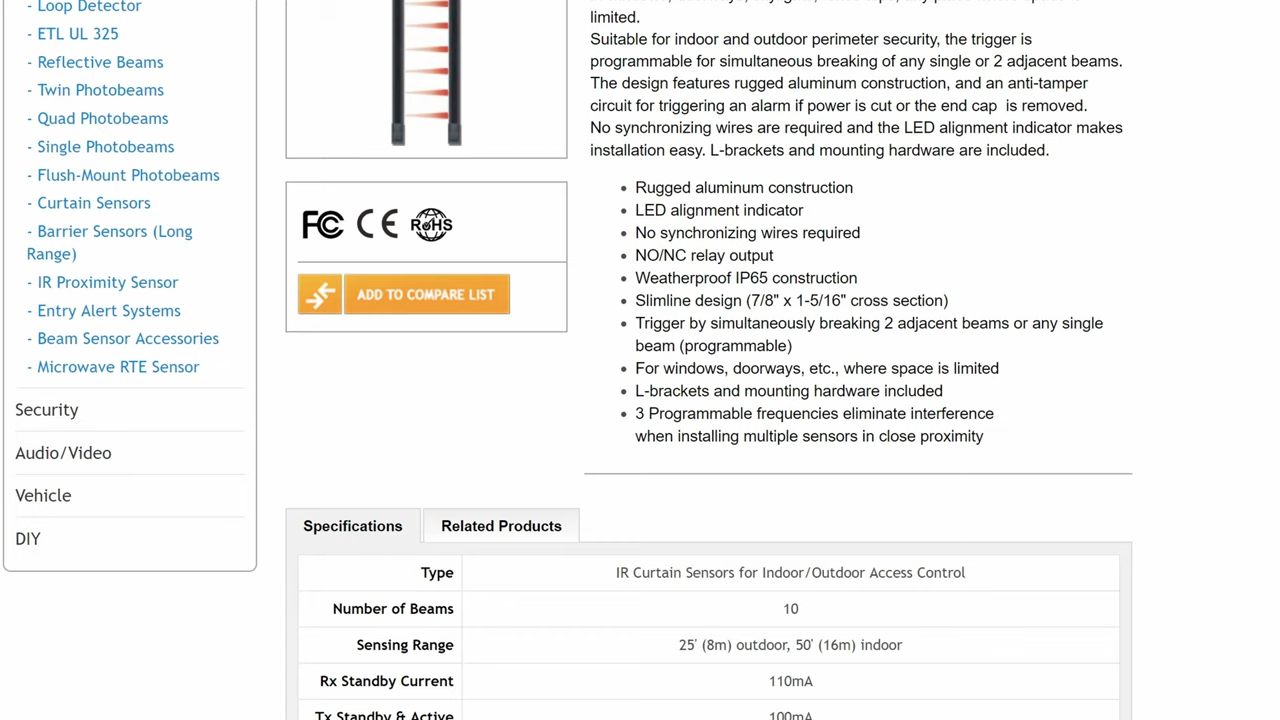 - Loop Detector
- ETL UL 325
- Reflective Beams
- Twin Photobeams
- Quad Photobeams
- Single Photobeams
- Flush-Mount Photobeams
- Curtain Sensors
- Barrier Sensors (Long
Range)
- IR Proximity Sensor
- Entry Alert Systems
- Beam Sensor Accessories
- Microwave RTE Sensor
Security
Audio/Video
Vehicle
DIY
FC CE RoHS
ADD TO COMPARE LIST
limited.
Suitable for indoor and outdoor perimeter security, the trigger is
programmable for simultaneous breaking of any single or 2 adjacent beams.
The design features rugged aluminum construction, and an anti-tamper
circuit for triggering an alarm if power is cut or the end cap is removed.
No synchronizing wires are required and the LED alignment indicator makes
installation easy. L-brackets and mounting hardware are included.
• Rugged aluminum construction
• LED alignment indicator
• No synchronizing wires required
• NO/NC relay output
• Weatherproof IP65 construction
• Slimline design (7/8" x 1-5/16" cross section)
• Trigger by simultaneously breaking 2 adjacent beams or any single
beam (programmable)
• For windows, doorways, etc., where space is limited
• L-brackets and mounting hardware included
• 3 Programmable frequencies eliminate interference
when installing multiple sensors in close proximity
Specifications Related Products
Type IR Curtain Sensors for Indoor/Outdoor Access Control
Number of Beams 10
Sensing Range 25' (8m) outdoor, 50' (16m) indoor
Rx Standby Current 110mA
Tx Standby & Active 100mA